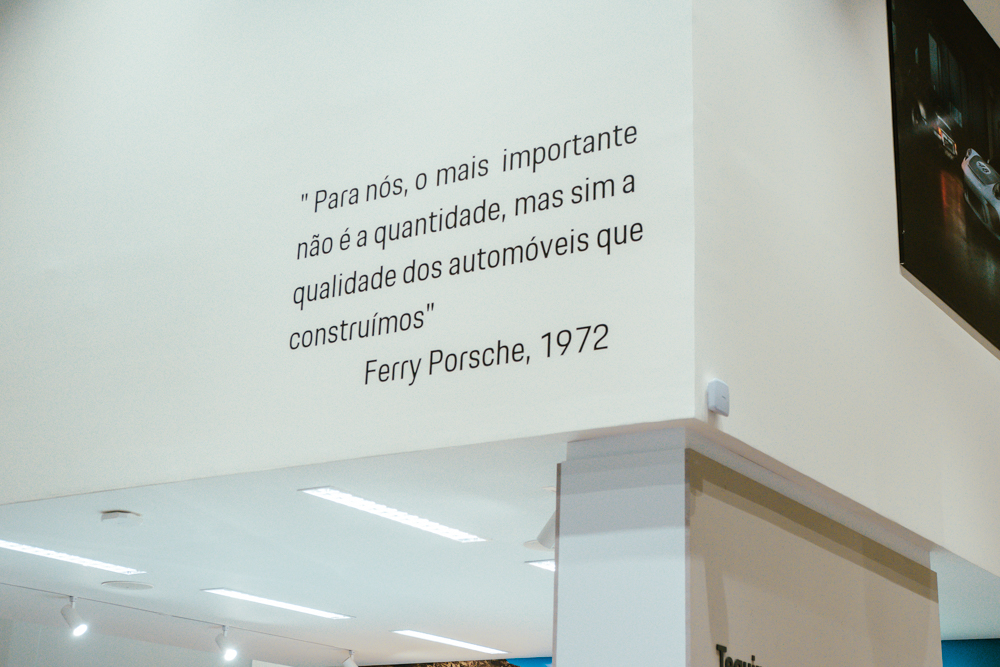 " Para nós, o mais importante
não é a quantidade, mas sim a
qualidade dos automóveis que
construímos"
Ferry Porsche, 1972